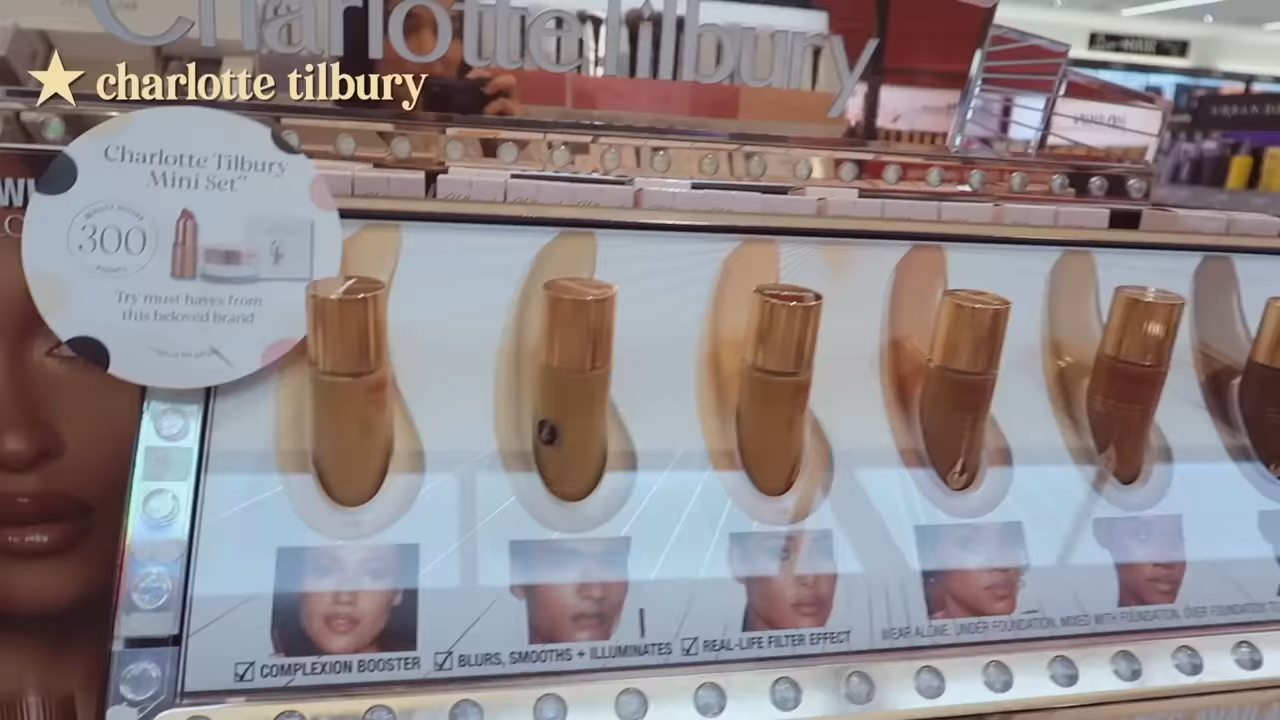 Charlotte Tilbury
charlotte tilbury
Charlotte Tilbury
Mini Set
300
Try must-haves from
this beloved brand
COMPLEXION BOOSTER
BLURS, SMOOTHS + ILLUMINATES
REAL-LIFE FILTER EFFECT
WEAR ALONE, UNDER FOUNDATION, MIXED WITH FOUNDATION, OVER FOUNDATION